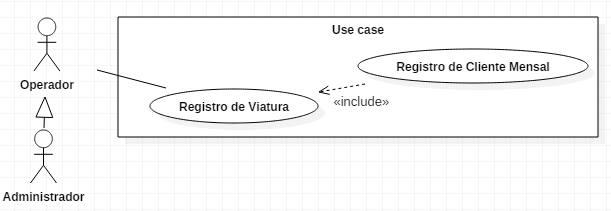 Use case
Registro de Cliente Mensal
Operador
Registro de Viatura
«include»
Administrador